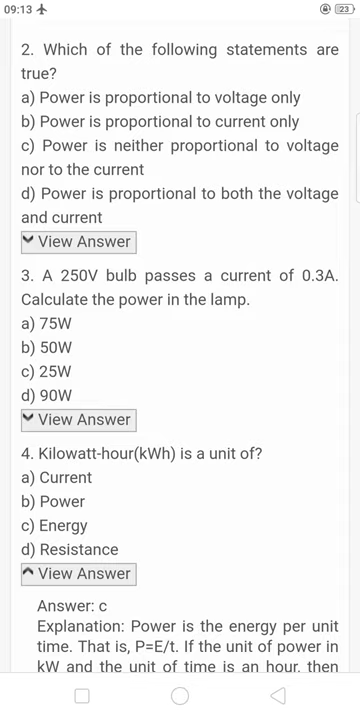 09:13
23
2. Which of the following statements are
true?
a) Power is proportional to voltage only
b) Power is proportional to current only
c) Power is neither proportional to voltage
nor to the current
d) Power is proportional to both the voltage
and current
View Answer
3. A 250V bulb passes a current of 0.3A.
Calculate the power in the lamp.
a) 75W
b) 50W
c) 25W
d) 90W
View Answer
4. Kilowatt-hour(kWh) is a unit of?
a) Current
b) Power
c) Energy
d) Resistance
View Answer
Answer: c
Explanation: Power is the energy per unit
time. That is, P=E/t. If the unit of power in
kW and the unit of time is an hour, then